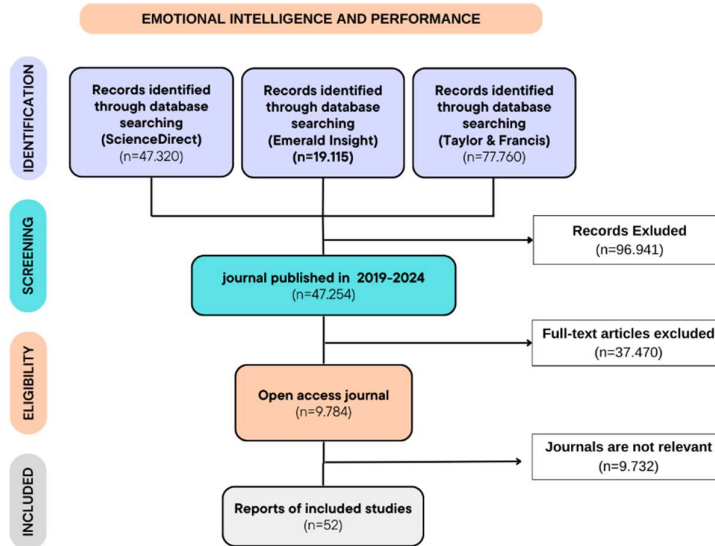 EMOTIONAL INTELLIGENCE AND PERFORMANCE
IDENTIFICATION
Records identified
through database
searching
(ScienceDirect)
(n=47.320)
Records identified
through database
searching
(Emerald Insight)
(n=19.115)
Records identified
through database
searching
(Taylor & Francis)
(n=77.760)
SCREENING
Records Exluded
(n=96.941)
journal published in 2019-2024
(n=47.254)
ELIGIBILITY
Full-text articles excluded
(n=37.470)
Open access journal
(n=9.784)
INCLUDED
Journals are not relevant
(n=9.732)
Reports of included studies
(n=52)